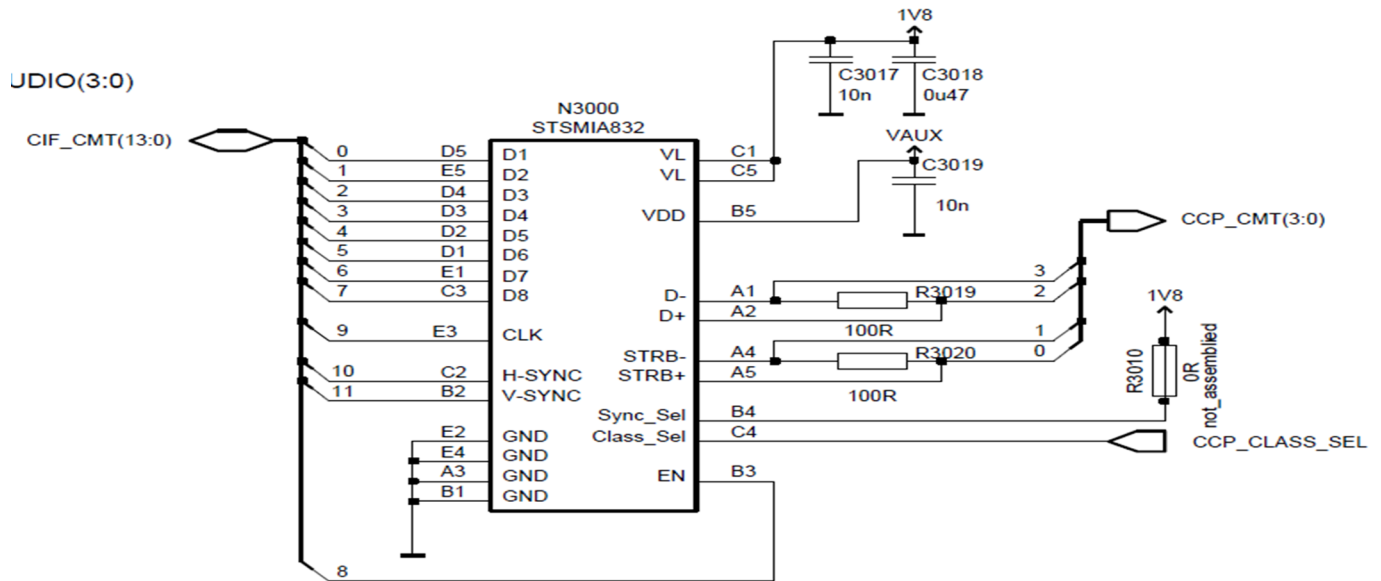 1V8
C3017
C3018
10n
0u47
UDIO(3:0)
N3000
STSMIA832
VAUX
CIF_CMT(13:0)
C3019
10n
0 D5 D1 VL C1
1 E5 D2 VL C5
2 D4 D3
3 D3 D4 VDD B5
4 D2 D5
5 D1 D6
6 E1 D7
7 C3 D8
CCP_CMT(3:0)
3
D- A1 R3019 2
D+ A2
100R
9 E3 CLK
1
STRB- A4 R3020 0
STRB+ A5
100R
10 C2 H-SYNC
11 B2 V-SYNC
1V8
R3010
0R
not_assemblied
Sync_Sel B4
Class_Sel C4
CCP_CLASS_SEL
E2 GND
E4 GND
A3 GND
B1 GND
EN B3
8